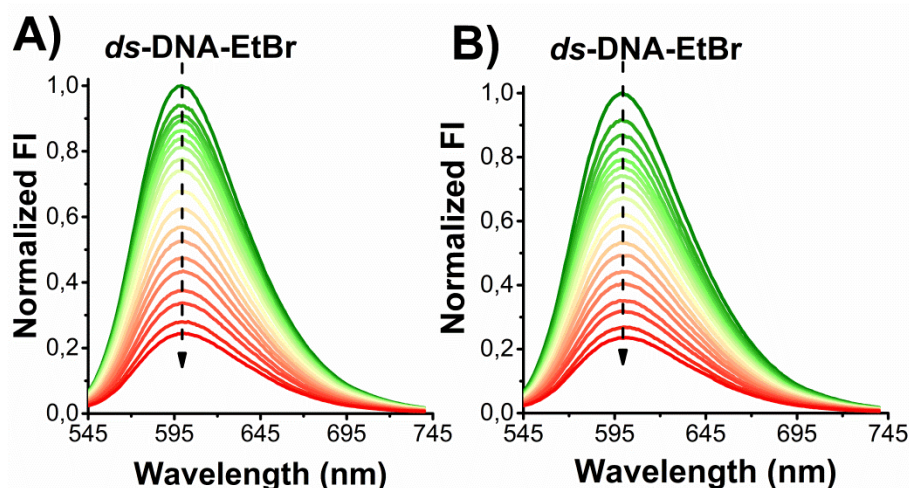 A)
ds-DNA-EtBr
Normalized FI
1,0
0,8
0,6
0,4
0,2
0,0
545 595 645 695 745
Wavelength (nm)
B)
ds-DNA-EtBr
Normalized FI
1,0
0,8
0,6
0,4
0,2
0,0
545 595 645 695 745
Wavelength (nm)